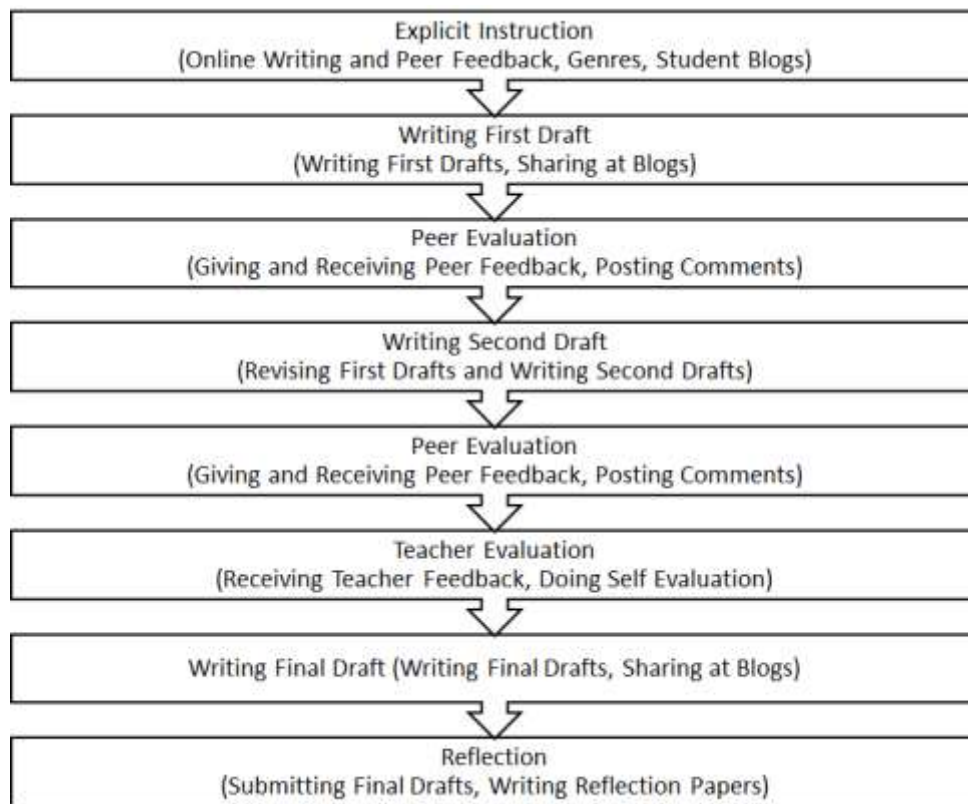 Explicit Instruction
(Online Writing and Peer Feedback, Genres, Student Blogs)
Writing First Draft
(Writing First Drafts, Sharing at Blogs)
Peer Evaluation
(Giving and Receiving Peer Feedback, Posting Comments)
Writing Second Draft
(Revising First Drafts and Writing Second Drafts)
Peer Evaluation
(Giving and Receiving Peer Feedback, Posting Comments)
Teacher Evaluation
(Receiving Teacher Feedback, Doing Self Evaluation)
Writing Final Draft (Writing Final Drafts, Sharing at Blogs)
Reflection
(Submitting Final Drafts, Writing Reflection Papers)